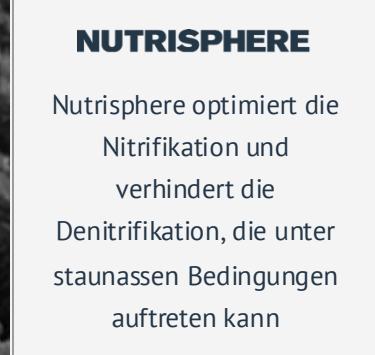 NUTRISPHERE
Nutrisphere optimiert die
Nitrifikation und
verhindert die
Denitrifikation, die unter
staunassen Bedingungen
auftreten kann